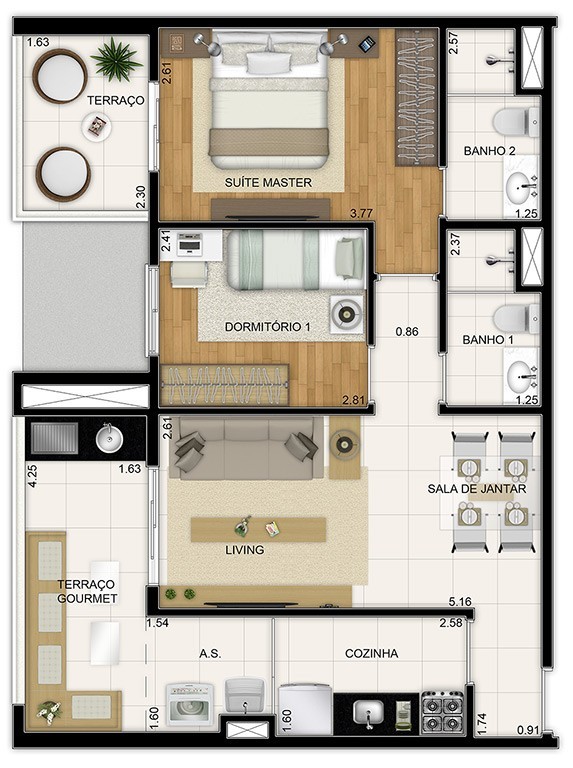 1.63
TERRAÇO
2.30
2.61
SUÍTE MASTER
3.77
2.57
BANHO 2
1.25
2.41
DORMITÓRIO 1
2.81
0.86
2.37
BANHO 1
1.25
4.25
1.63
TERRAÇO
GOURMET
2.61
LIVING
SALA DE JANTAR
5.16
1.54
A.S.
1.60
COZINHA
2.58
1.60
1.74
0.91